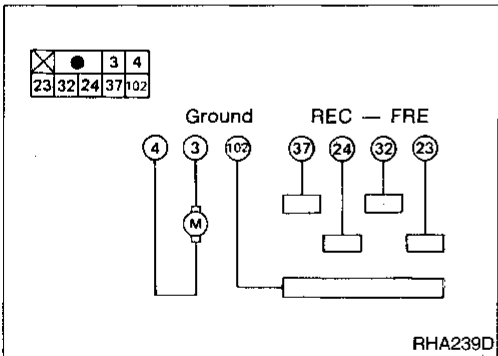 3 4
23 32 24 37 102
Ground REC — FRE
4 3 102 37 24 32 23
M
RHA239D